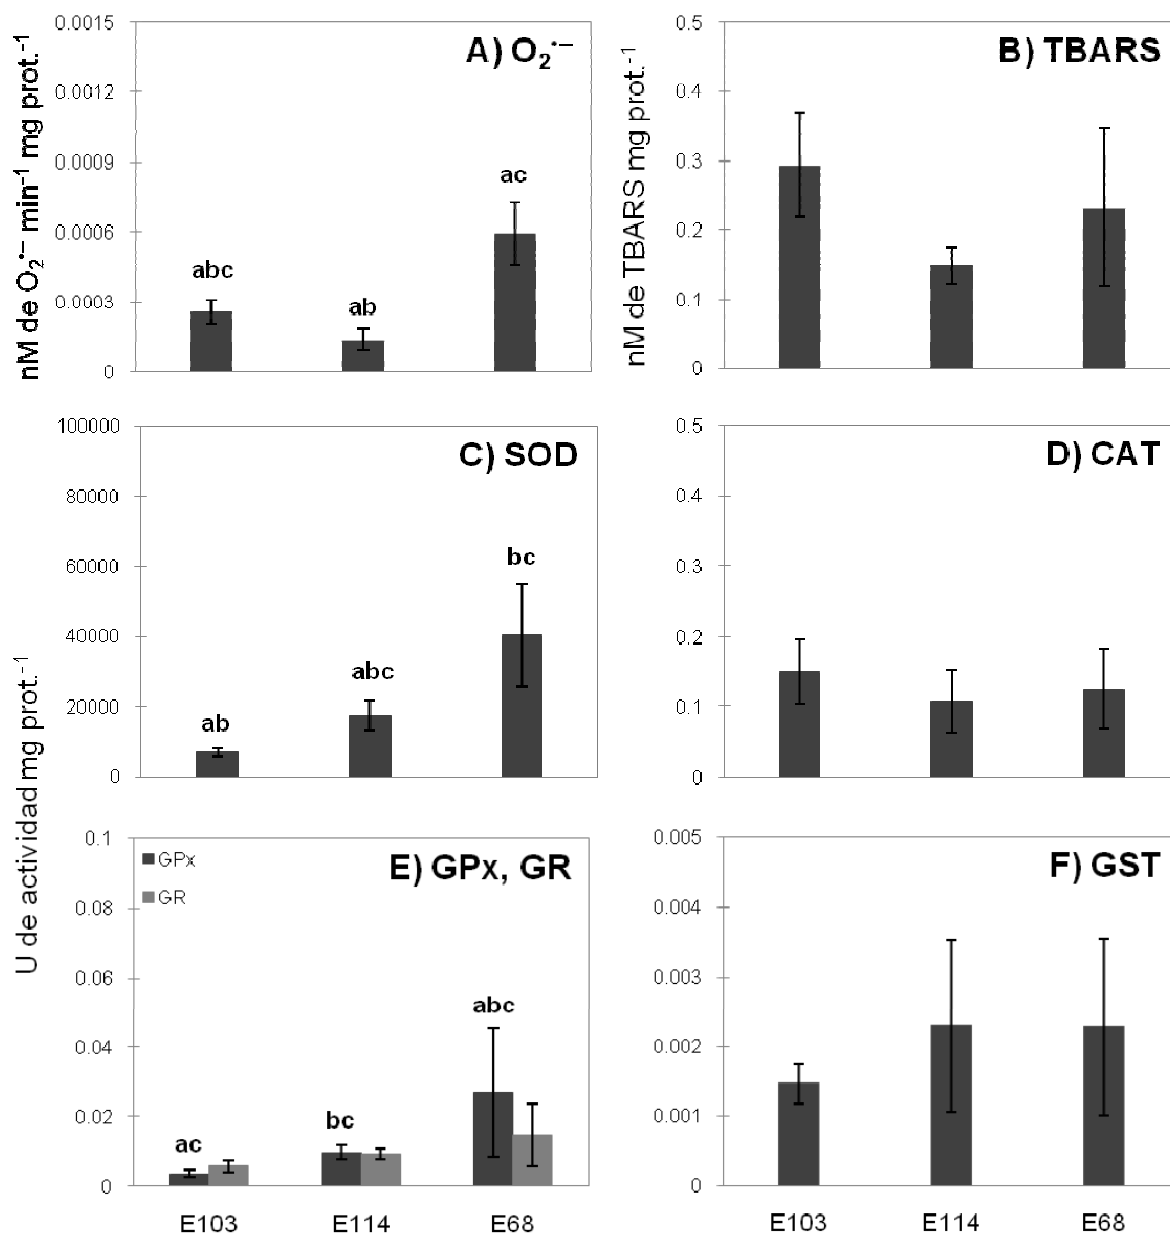 A) O₂•–
nM de O₂•– min⁻¹ mg prot.⁻¹
0.0015
0.0012
0.0009
0.0006
0.0003
0
abc
ab
ac
B) TBARS
nM de TBARS mg prot.⁻¹
0.5
0.4
0.3
0.2
0.1
0
U de actividad mg prot.⁻¹
C) SOD
100000
80000
60000
40000
20000
0
ab
abc
bc
D) CAT
0.5
0.4
0.3
0.2
0.1
0
E) GPx, GR
GPx
GR
0.1
0.08
0.06
0.04
0.02
0
ac
bc
abc
E103 E114 E68
F) GST
0.005
0.004
0.003
0.002
0.001
0
E103 E114 E68